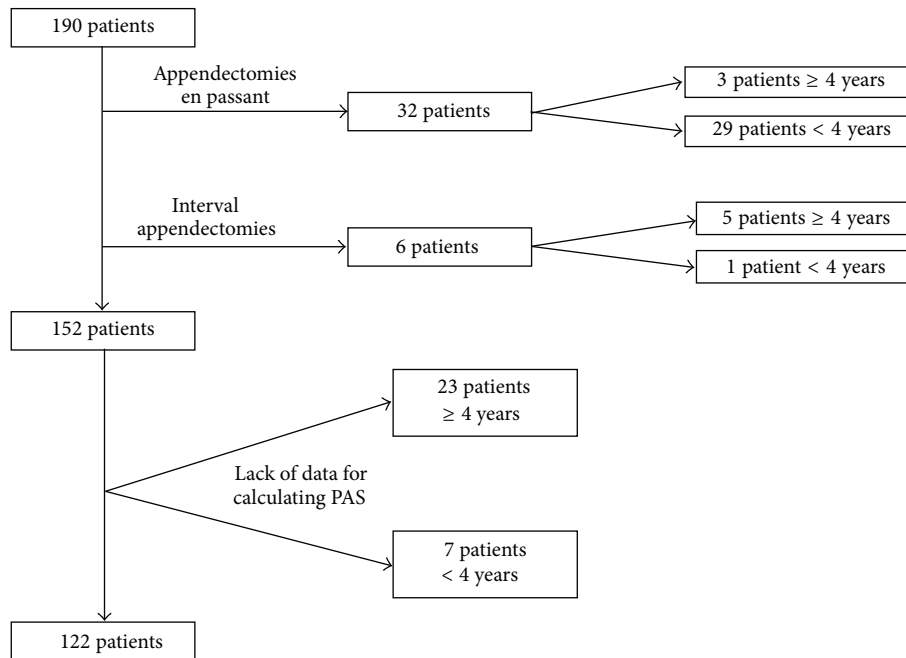 190 patients
Appendectomies
en passant
32 patients
3 patients ≥ 4 years
29 patients < 4 years
Interval
appendectomies
6 patients
5 patients ≥ 4 years
1 patient < 4 years
152 patients
23 patients
≥ 4 years
Lack of data for
calculating PAS
7 patients
< 4 years
122 patients